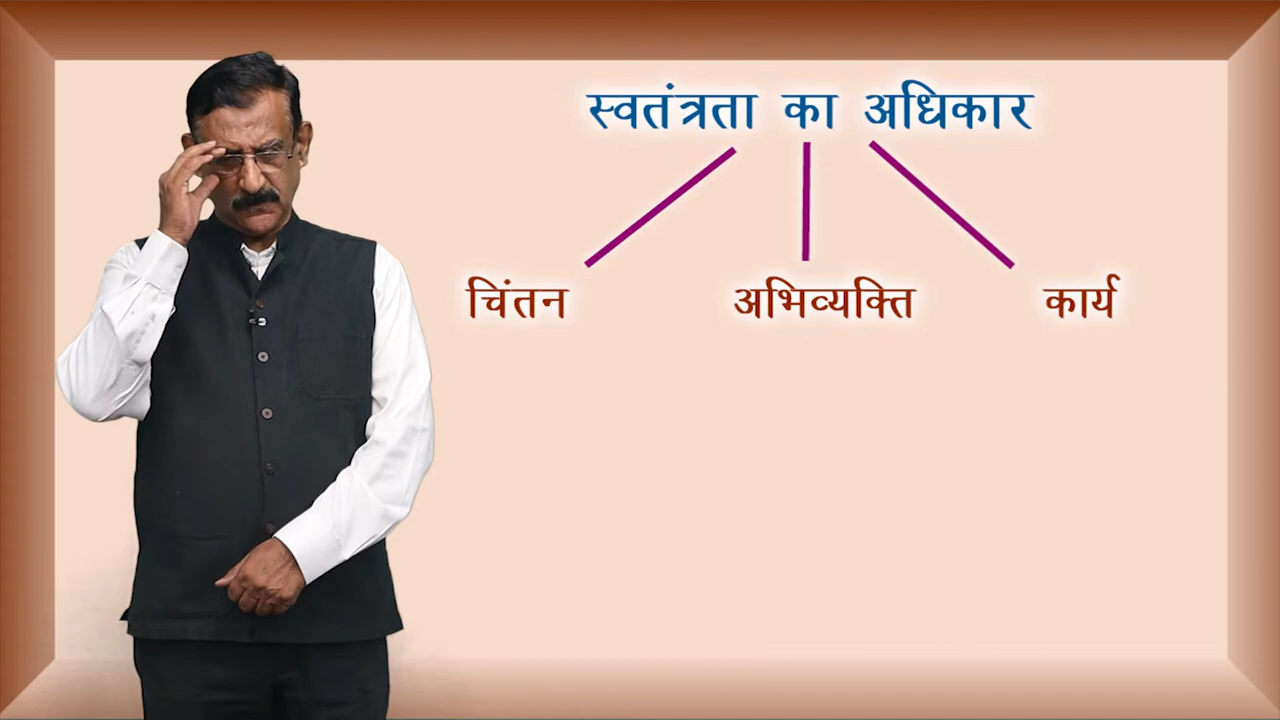 स्वतंत्रता का अधिकार
चिंतन अभिव्यक्ति कार्य